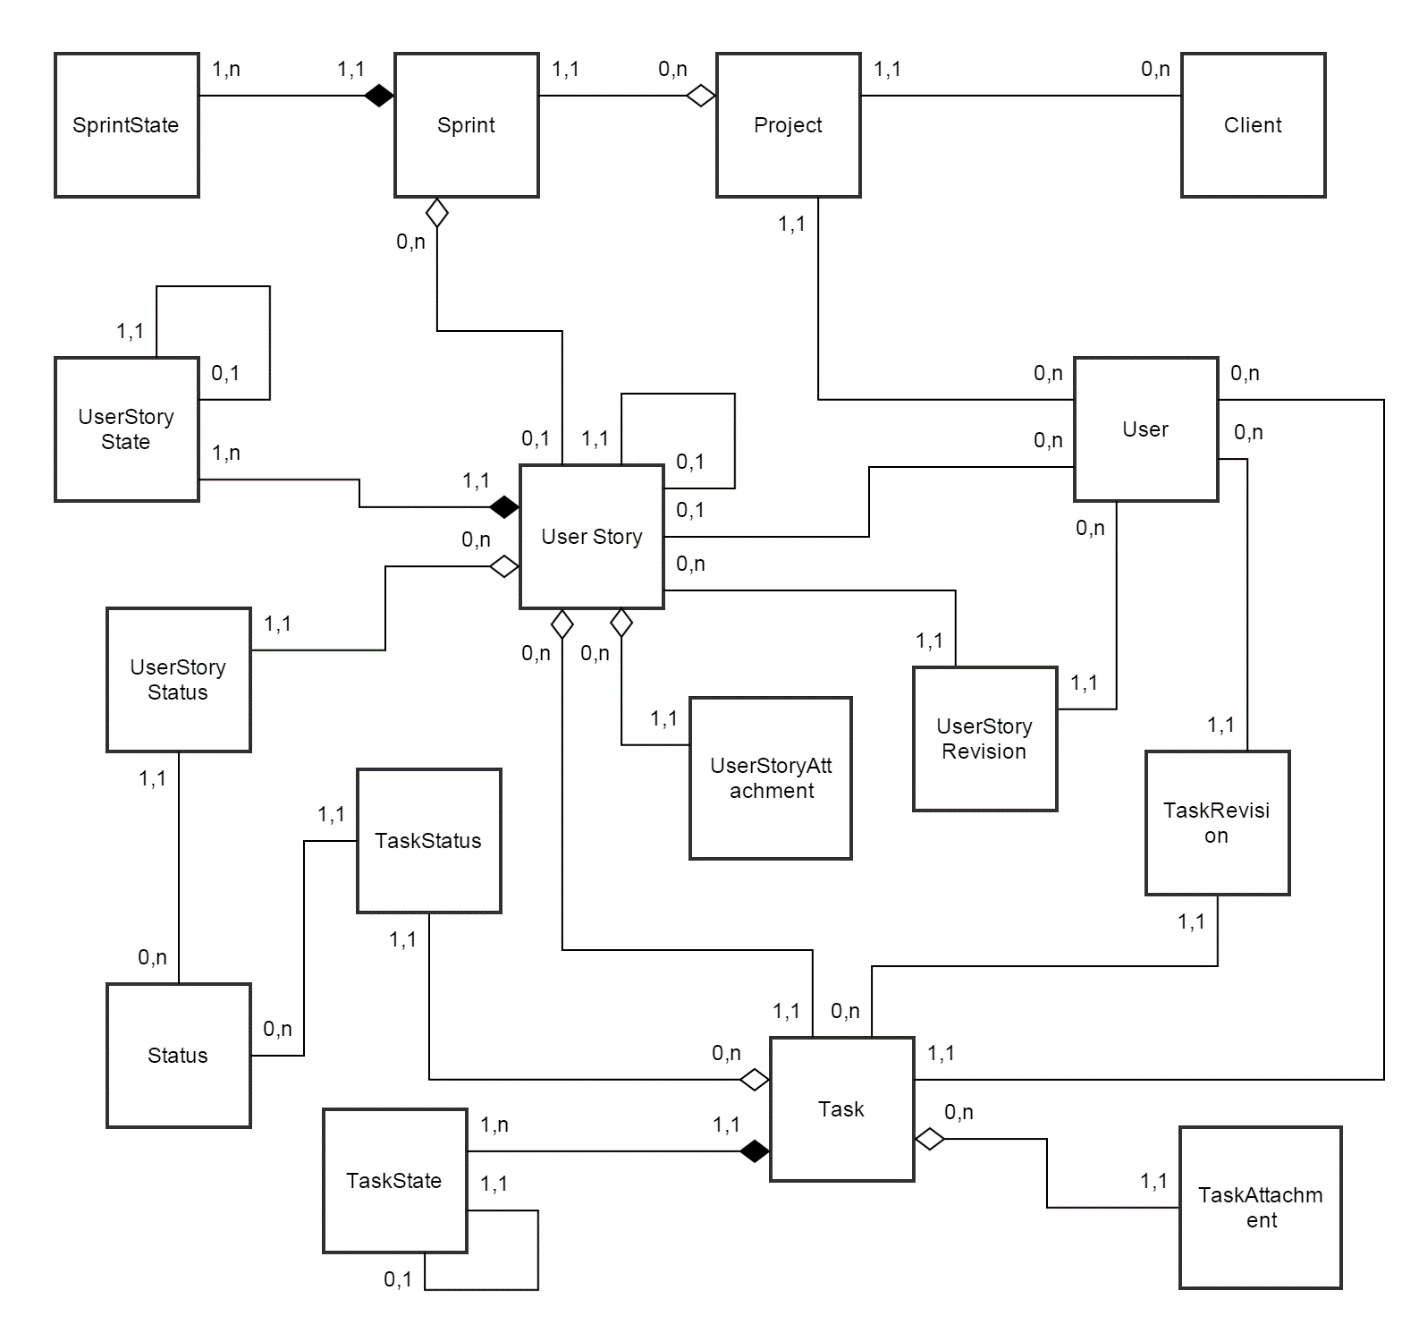 1,n
1,1
1,1
0,n
1,1
0,n
SprintState
Sprint
Project
Client
0,n
1,1
1,1
0,1
0,n
0,n
UserStory
State
User
1,n
0,1
1,1
0,n
0,n
0,1
1,1
0,1
User Story
0,n
0,n
0,n
1,1
0,n
0,n
1,1
1,1
UserStory
Status
1,1
1,1
UserStory
Revision
UserStoryAtt
achment
1,1
1,1
TaskStatus
TaskRevisi
on
1,1
1,1
0,n
0,n
1,1
0,n
Status
0,n
1,1
Task
0,n
1,n
1,1
TaskState
1,1
1,1
TaskAttachm
ent
0,1